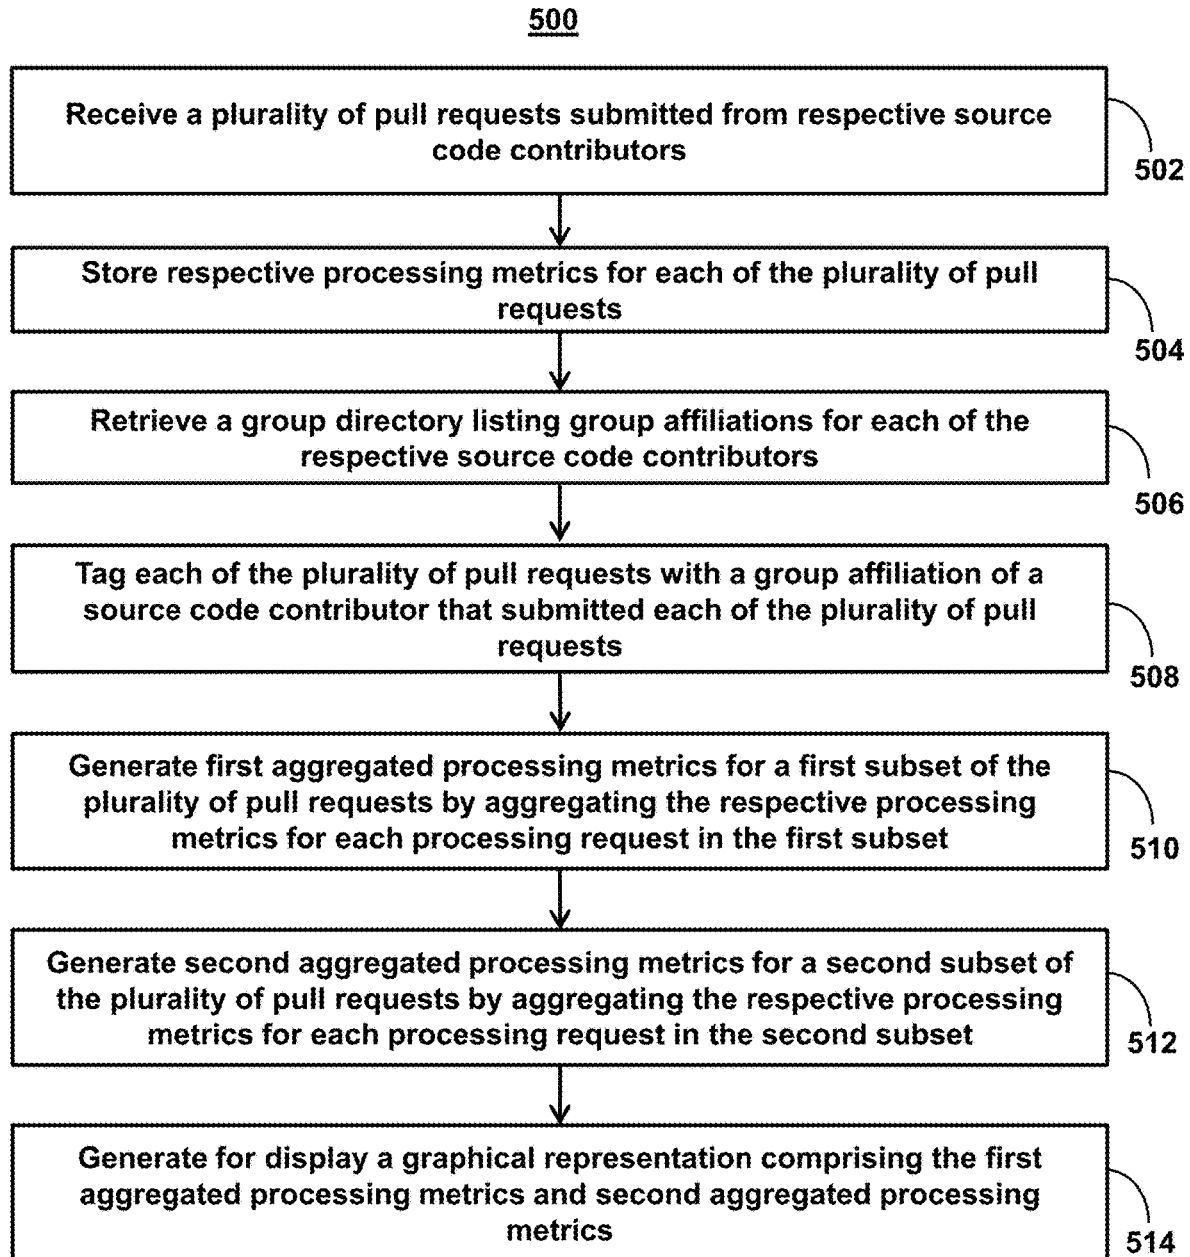 500
Receive a plurality of pull requests submitted from respective source
code contributors
502
Store respective processing metrics for each of the plurality of pull
requests
504
Retrieve a group directory listing group affiliations for each of the
respective source code contributors
506
Tag each of the plurality of pull requests with a group affiliation of a
source code contributor that submitted each of the plurality of pull
requests
508
Generate first aggregated processing metrics for a first subset of the
plurality of pull requests by aggregating the respective processing
metrics for each processing request in the first subset
510
Generate second aggregated processing metrics for a second subset of
the plurality of pull requests by aggregating the respective processing
metrics for each processing request in the second subset
512
Generate for display a graphical representation comprising the first
aggregated processing metrics and second aggregated processing
metrics
514